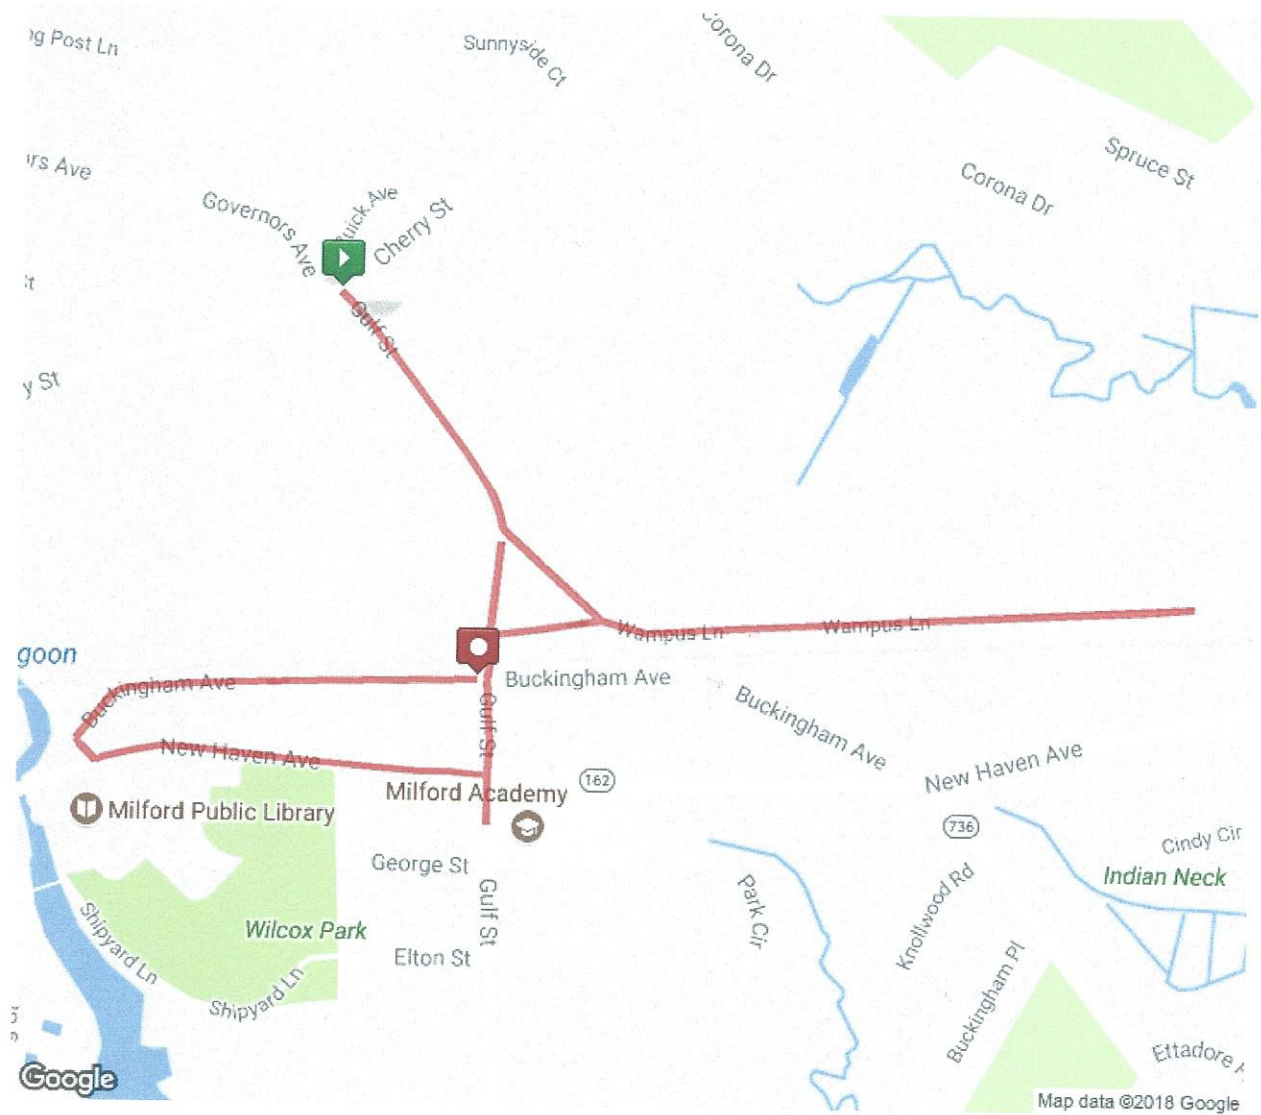 ng Post Ln
Sunnyside Ct
Corona Dr
Spruce St
rs Ave
Corona Dr
Governors Ave
uick Ave
Cherry St
t
Gulf St
y St
Wampus Ln
Wampus Ln
goon
Buckingham Ave
Buckingham Ave
Buckingham Ave
Gulf St
New Haven Ave
New Haven Ave
162
Milford Academy
Milford Public Library
736
Cindy Cir
George St
Indian Neck
Gulf St
Park Cir
Knollwood Rd
Wilcox Park
Shipyard Ln
Elton St
Shipyard Ln
Buckingham Pl
Ettadore A
Google
Map data ©2018 Google